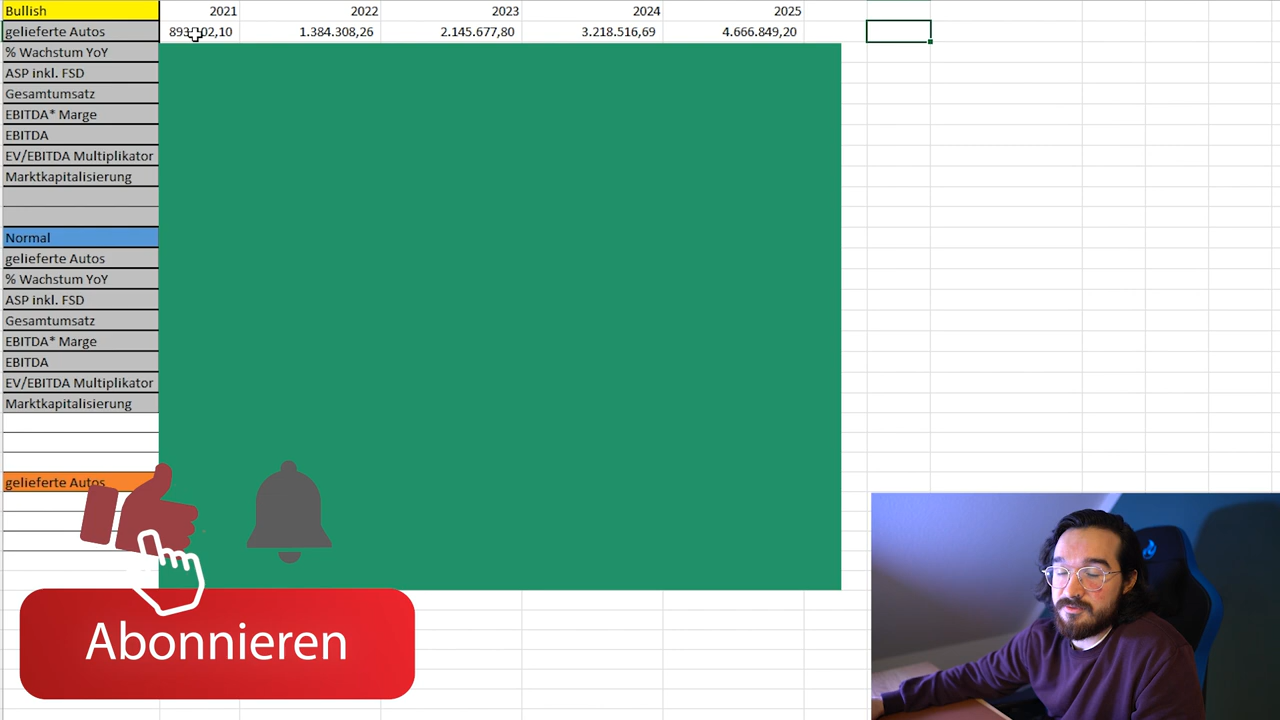 Bullish 2021 2022 2023 2024 2025
gelieferte Autos 1.384.308,26 2.145.677,80 3.218.516,69 4.666.849,20
% Wachstum YoY
ASP inkl. FSD
Gesamtumsatz
EBITDA* Marge
EBITDA
EV/EBITDA Multiplikator
Marktkapitalisierung
Normal
gelieferte Autos
% Wachstum YoY
ASP inkl. FSD
Gesamtumsatz
EBITDA* Marge
EBITDA
EV/EBITDA Multiplikator
Marktkapitalisierung
gelieferte Autos
Abonnieren